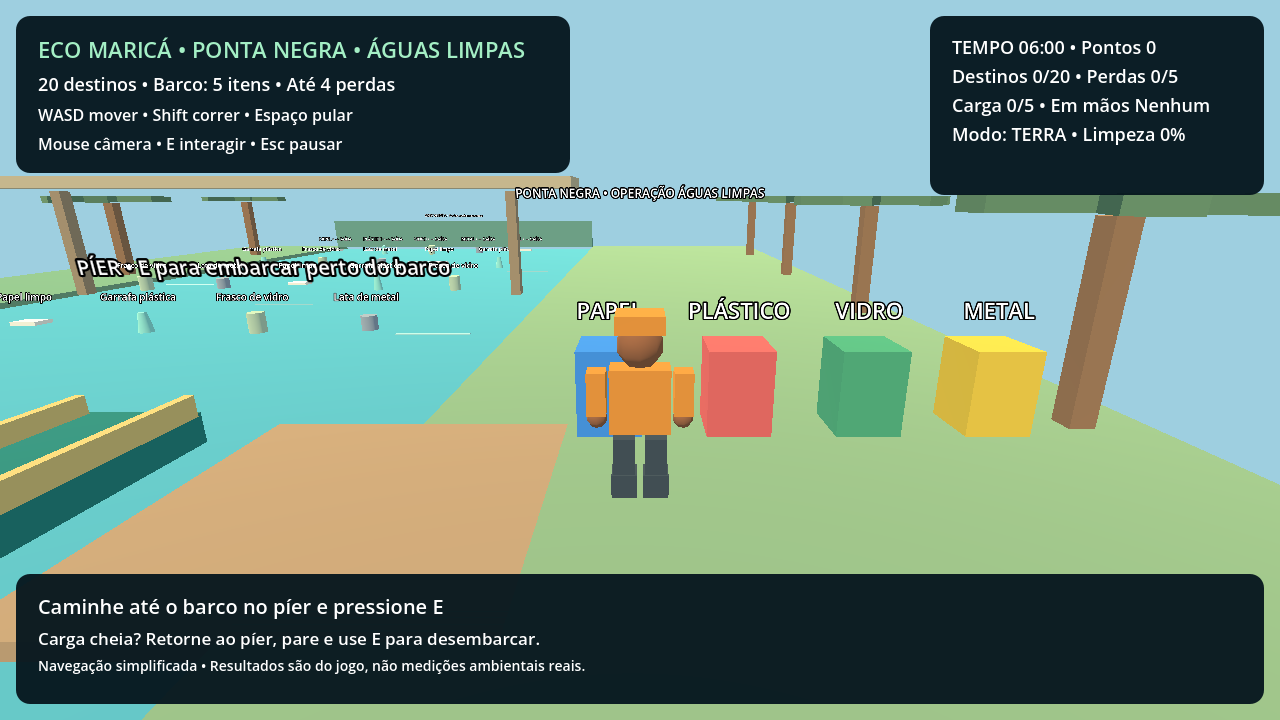 ECO MARICÁ • PONTA NEGRA • ÁGUAS LIMPAS
20 destinos • Barco: 5 itens • Até 4 perdas
WASD mover • Shift correr • Espaço pular
Mouse câmera • E interagir • Esc pausar
TEMPO 06:00 • Pontos 0
Destinos 0/20 • Perdas 0/5
Carga 0/5 • Em mãos Nenhum
Modo: TERRA • Limpeza 0%
PONTA NEGRA • OPERAÇÃO ÁGUAS LIMPAS
PÍER • E para embarcar perto do barco
Papel limpo
Garrafa plástica
Frasco de vidro
Lata de metal
PAPEL
PLÁSTICO
VIDRO
METAL
Caminhe até o barco no píer e pressione E
Carga cheia? Retorne ao píer, pare e use E para desembarcar.
Navegação simplificada • Resultados são do jogo, não medições ambientais reais.